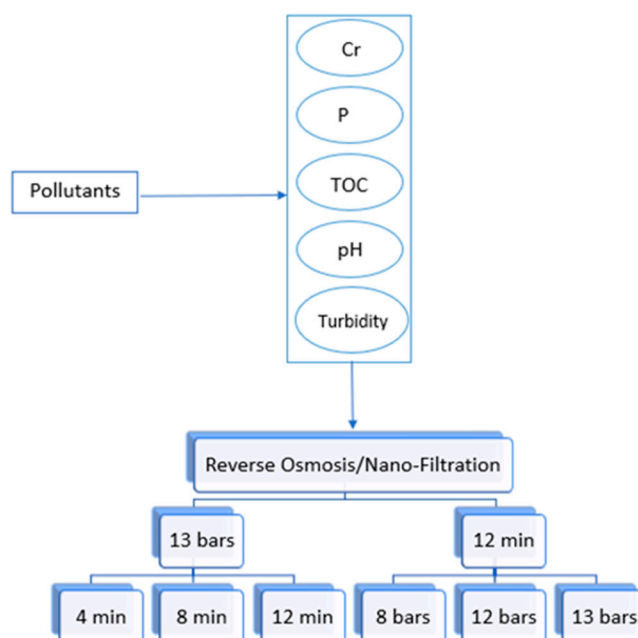 Cr
P
TOC
Pollutants
pH
Turbidity
Reverse Osmosis/Nano-Filtration
13 bars
12 min
4 min
8 min
12 min
8 bars
12 bars
13 bars